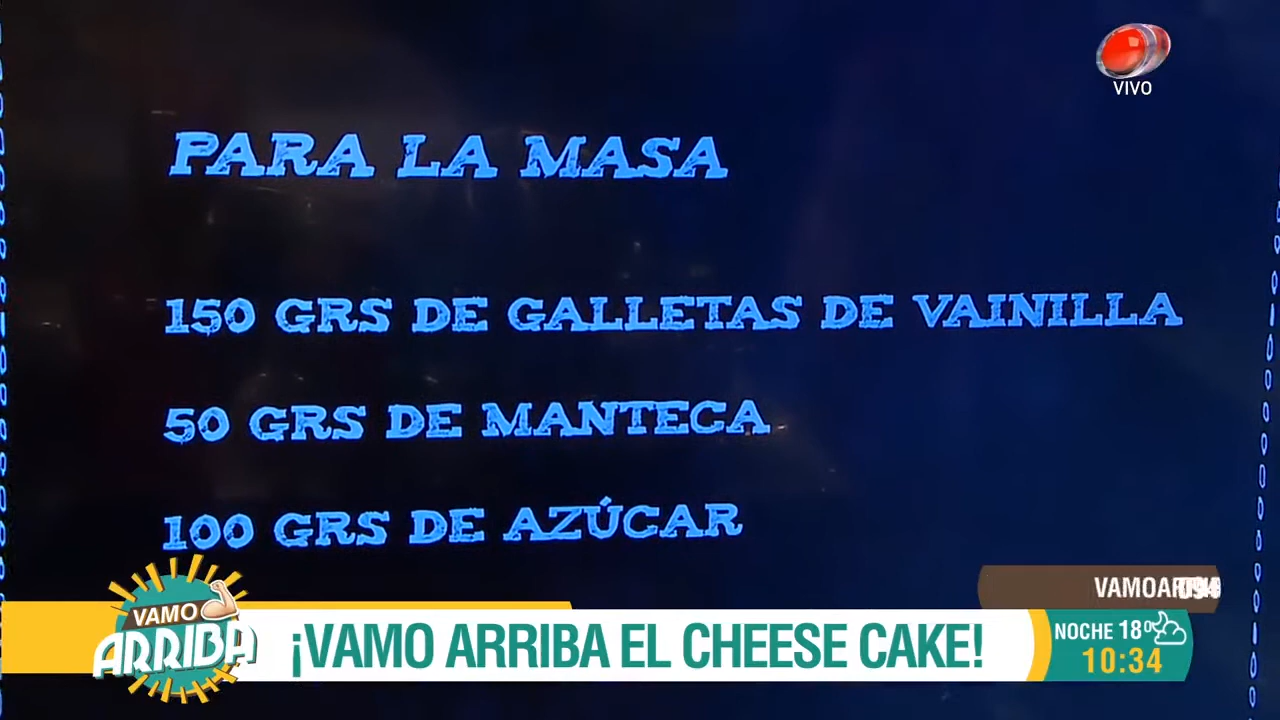 VIVO
PARA LA MASA
150 GRS DE GALLETAS DE VAINILLA
50 GRS DE MANTECA
100 GRS DE AZÚCAR
VAMO
ARRIBA
¡VAMO ARRIBA EL CHEESE CAKE!
NOCHE 18º
10:34